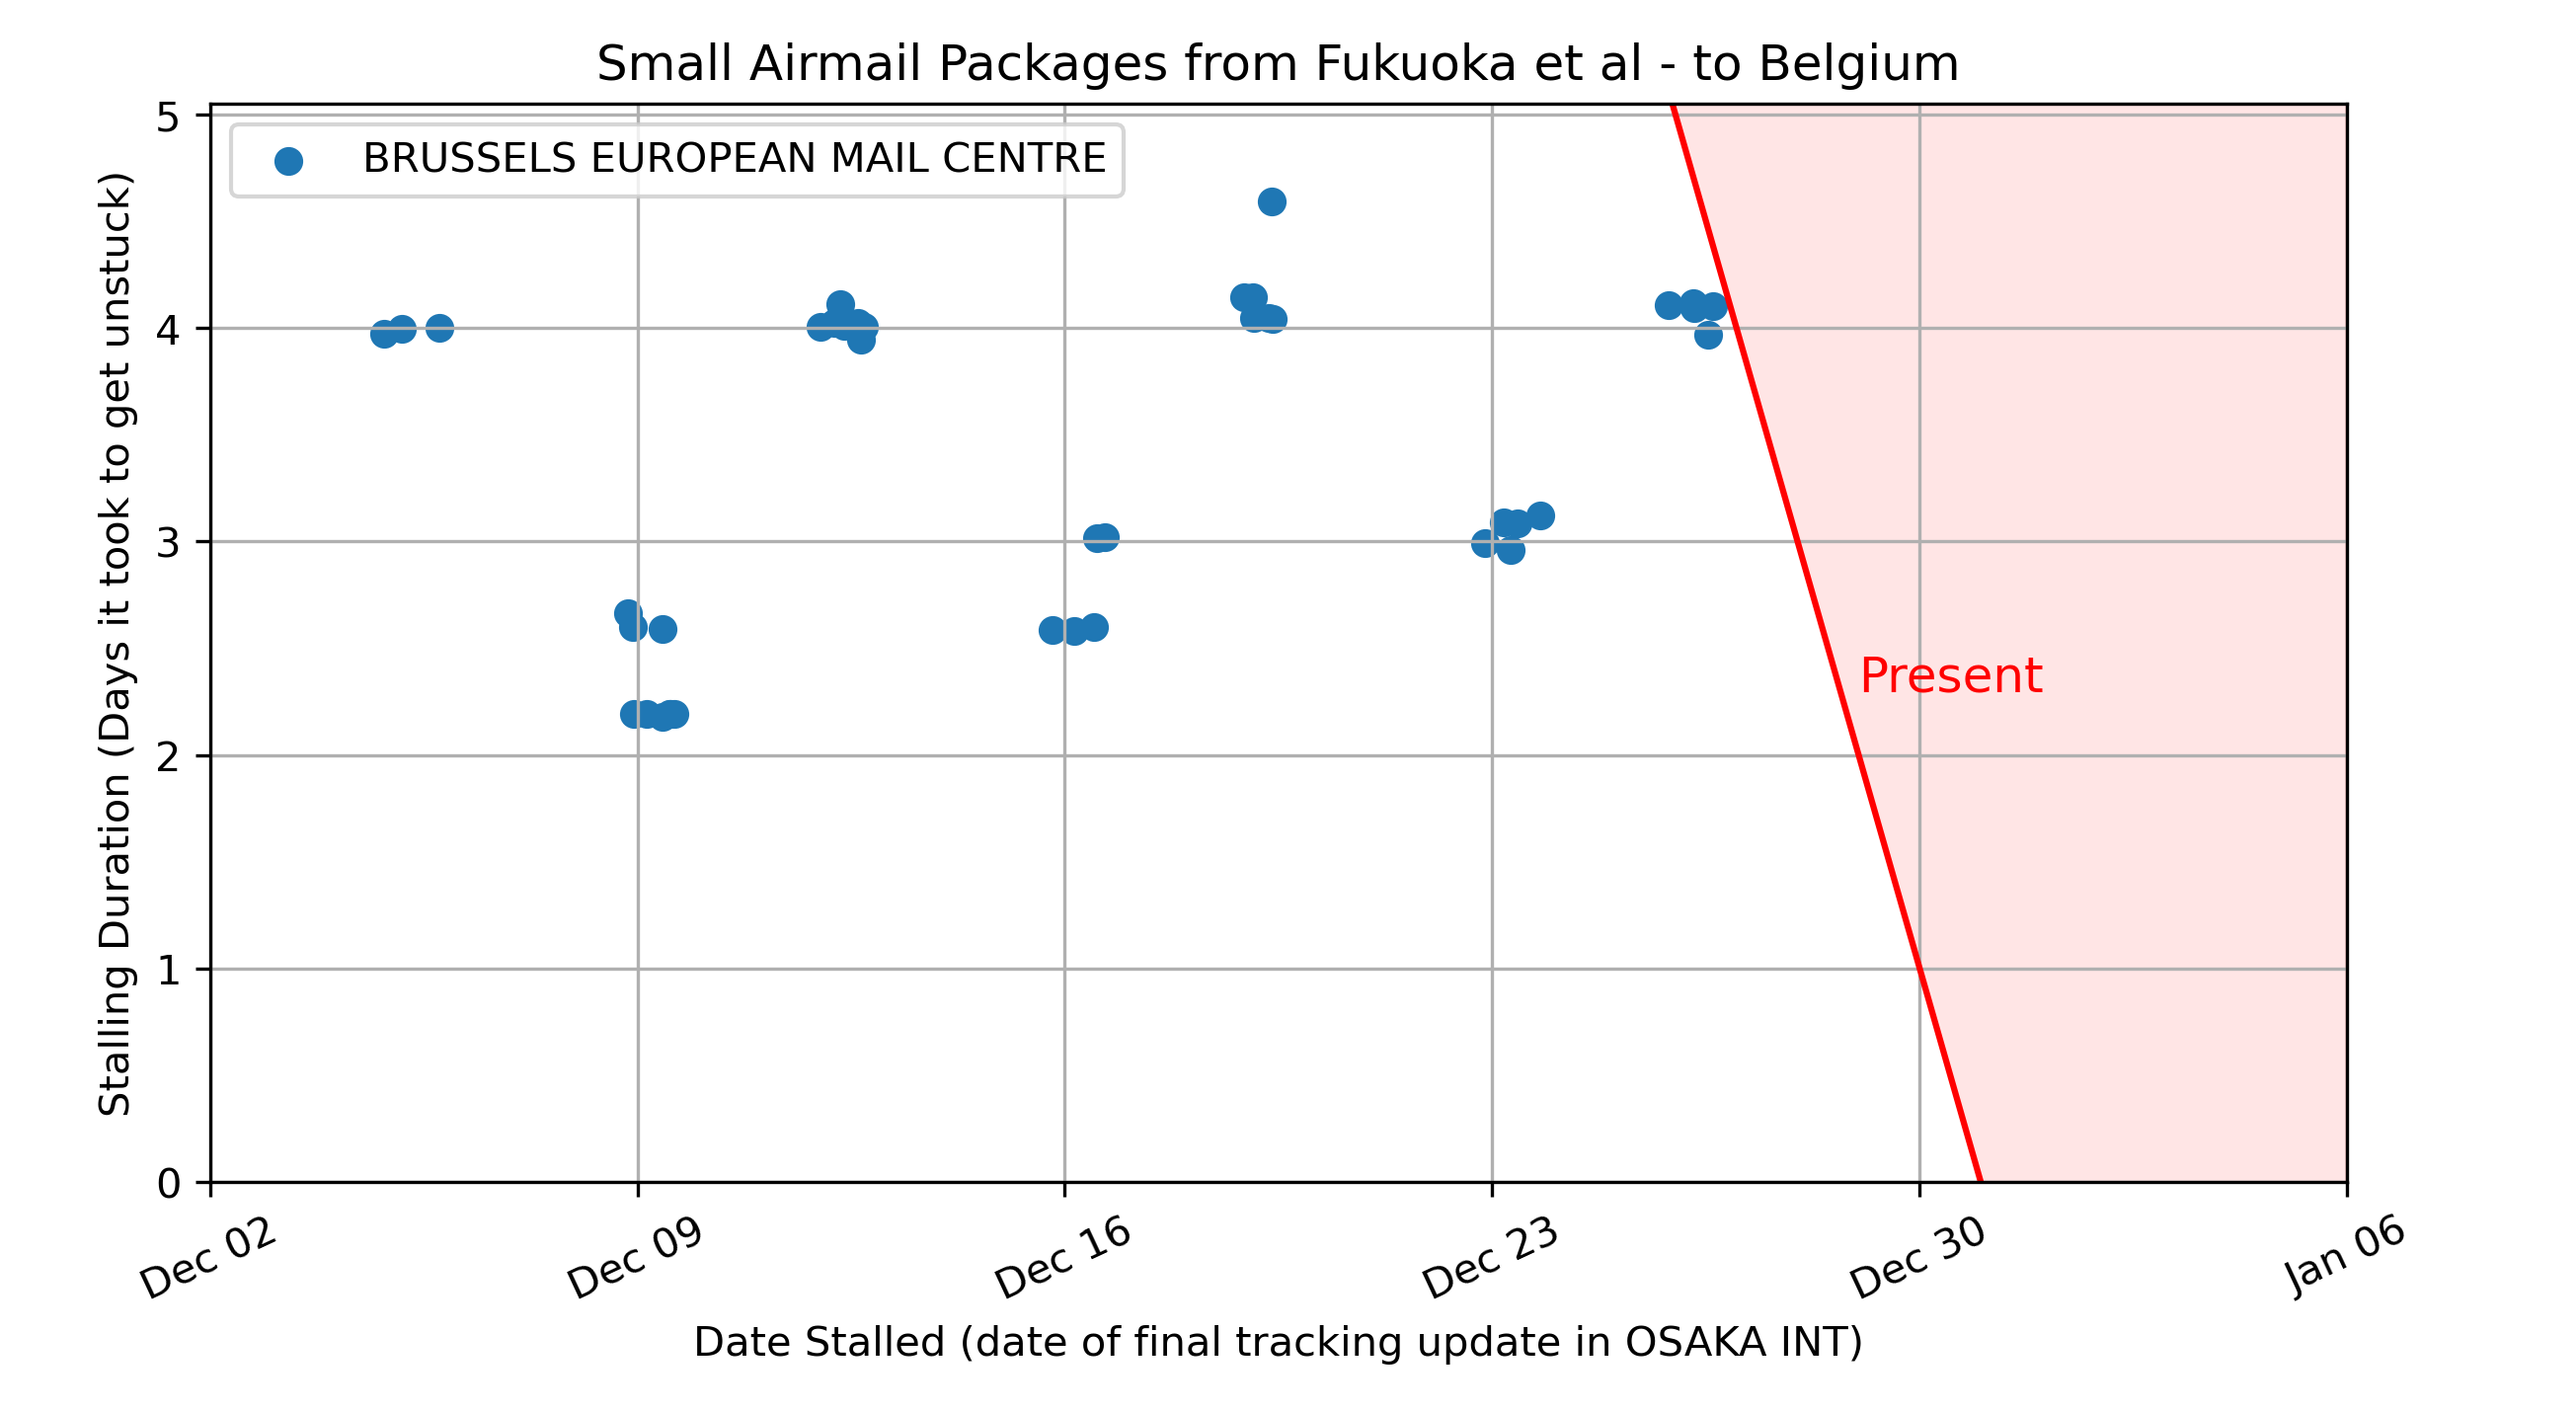 Small Airmail Packages from Fukuoka et al - to Belgium
BRUSSELS EUROPEAN MAIL CENTRE
Stalling Duration (Days it took to get unstuck)
5
4
3
2
1
0
Present
Dec 02
Dec 09
Dec 16
Dec 23
Dec 30
Jan 06
Date Stalled (date of final tracking update in OSAKA INT)